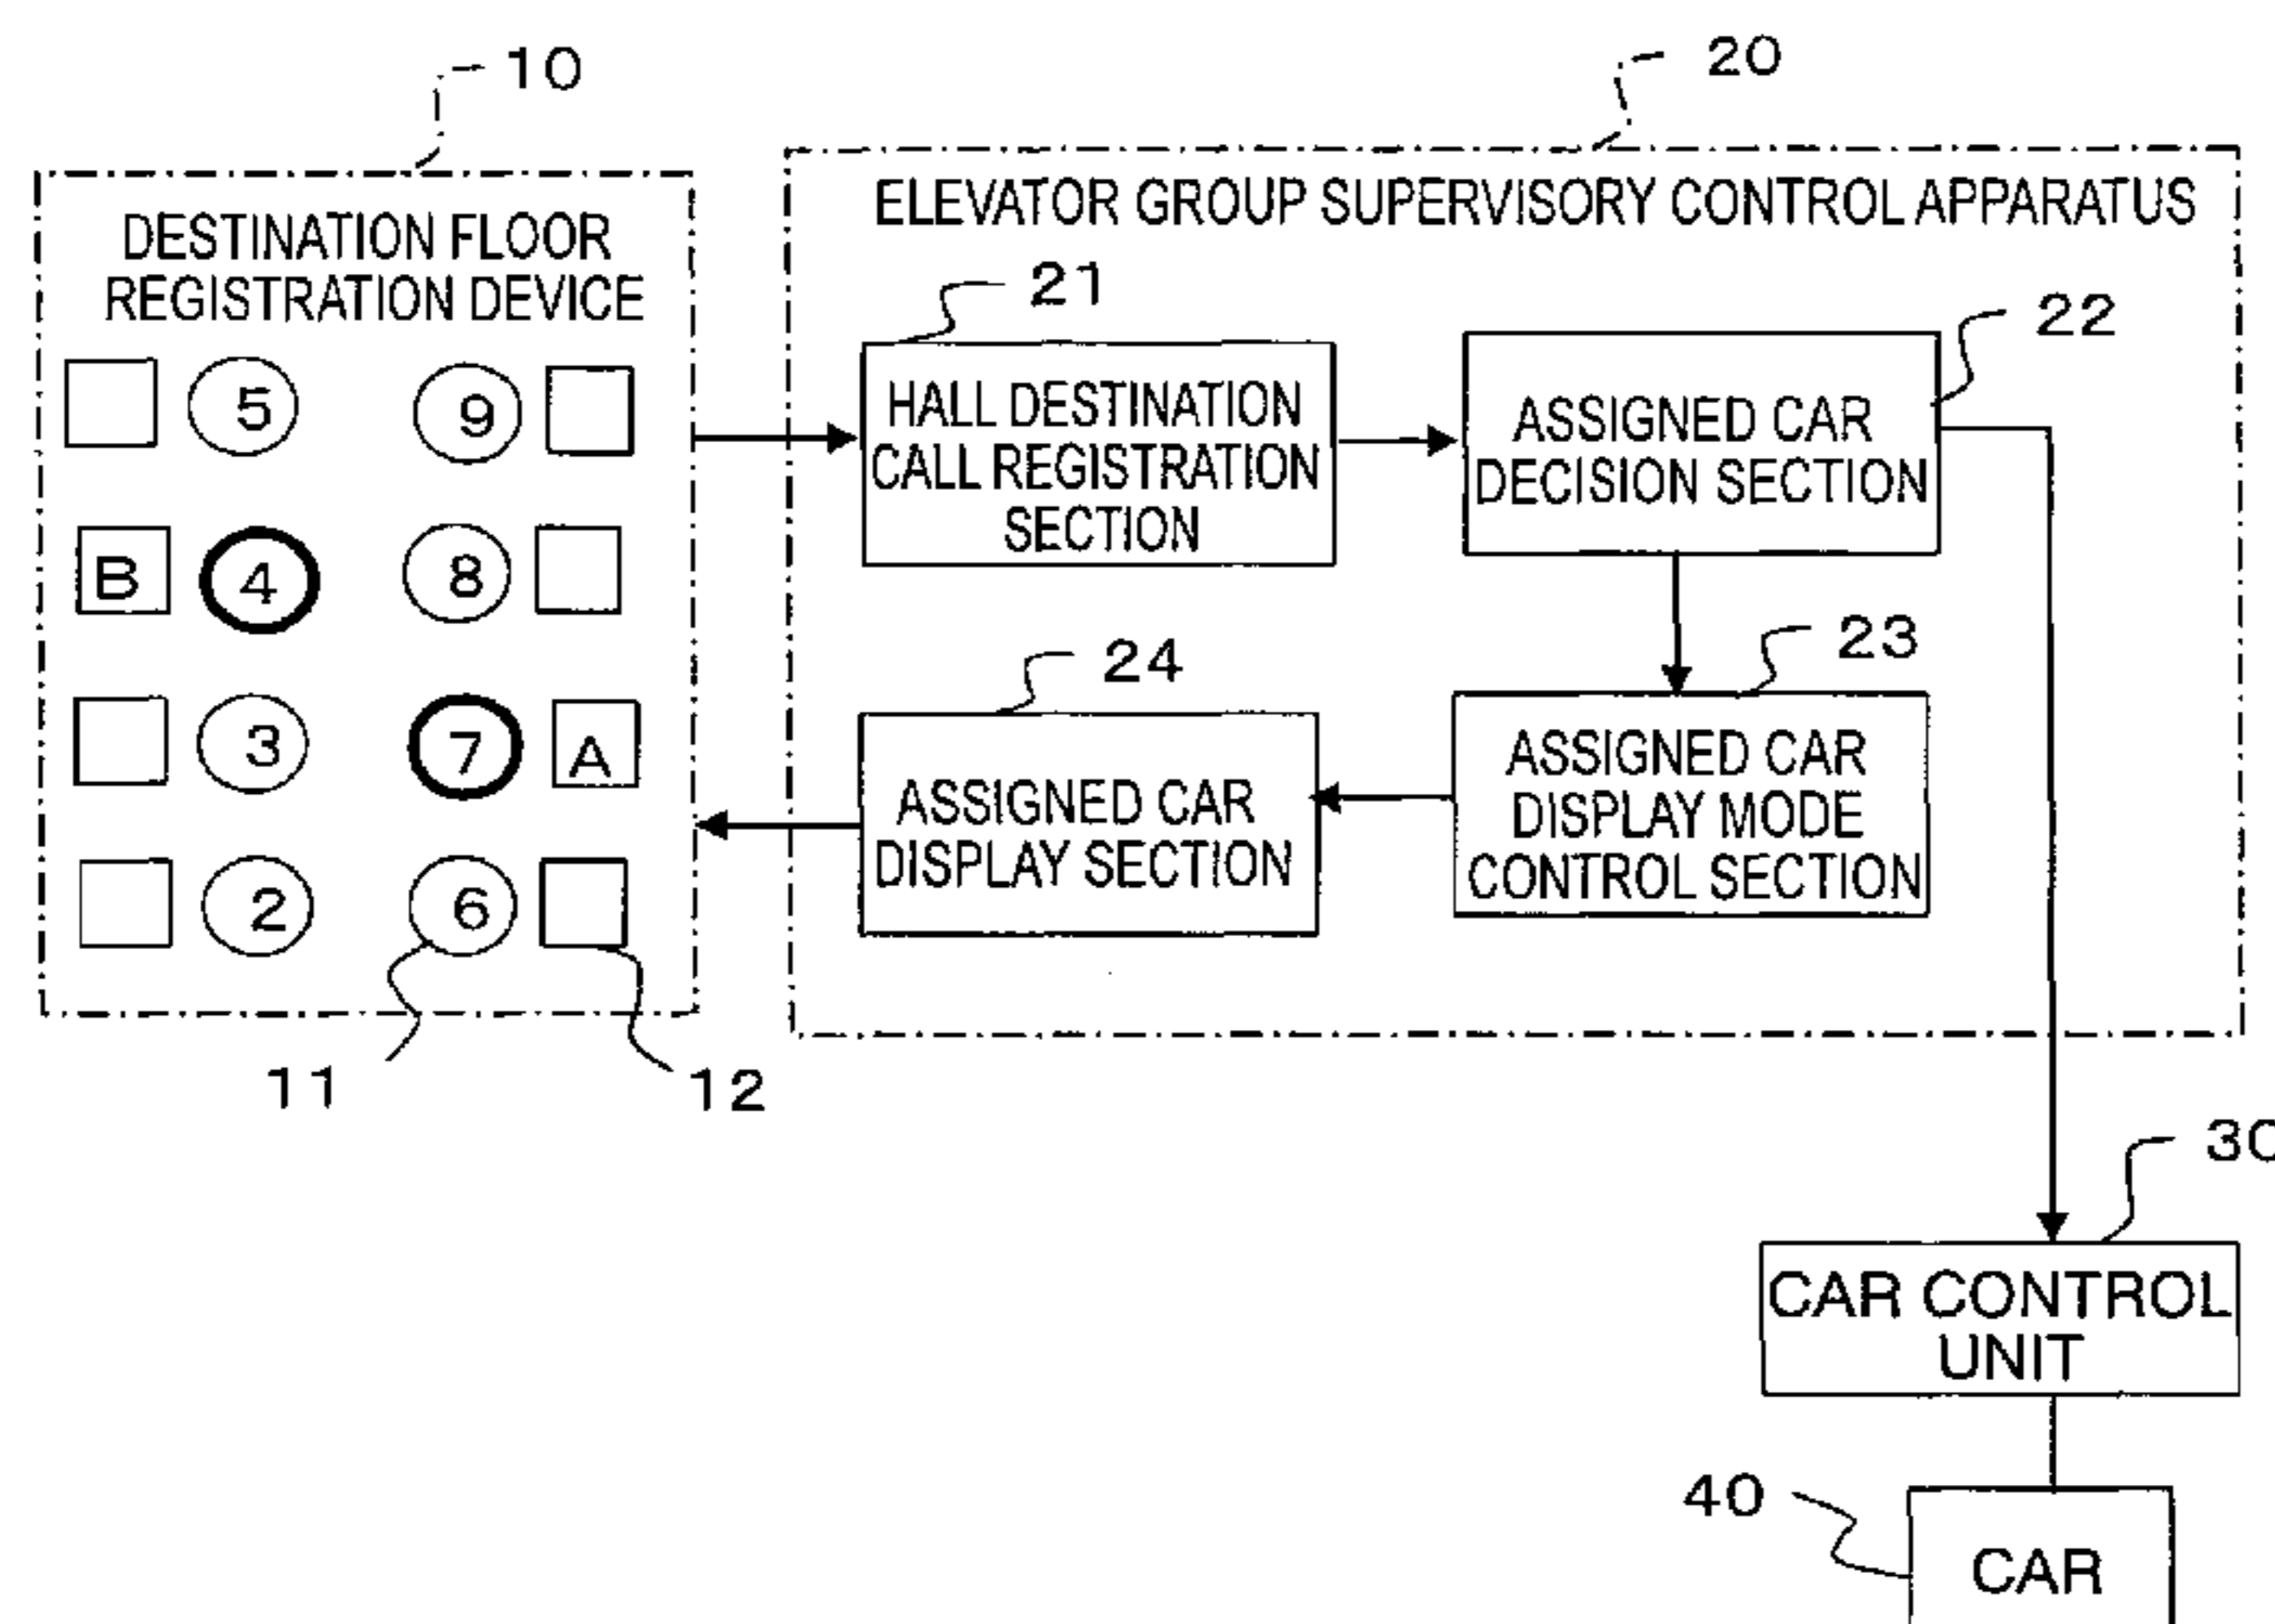 10
20
DESTINATION FLOOR
REGISTRATION DEVICE
5
9
B
4
8
3
7
A
2
6
11
12
ELEVATOR GROUP SUPERVISORY CONTROL APPARATUS
21
HALL DESTINATION
CALL REGISTRATION
SECTION
22
ASSIGNED CAR
DECISION SECTION
24
ASSIGNED CAR
DISPLAY SECTION
23
ASSIGNED CAR
DISPLAY MODE
CONTROL SECTION
30
CAR CONTROL
UNIT
40
CAR